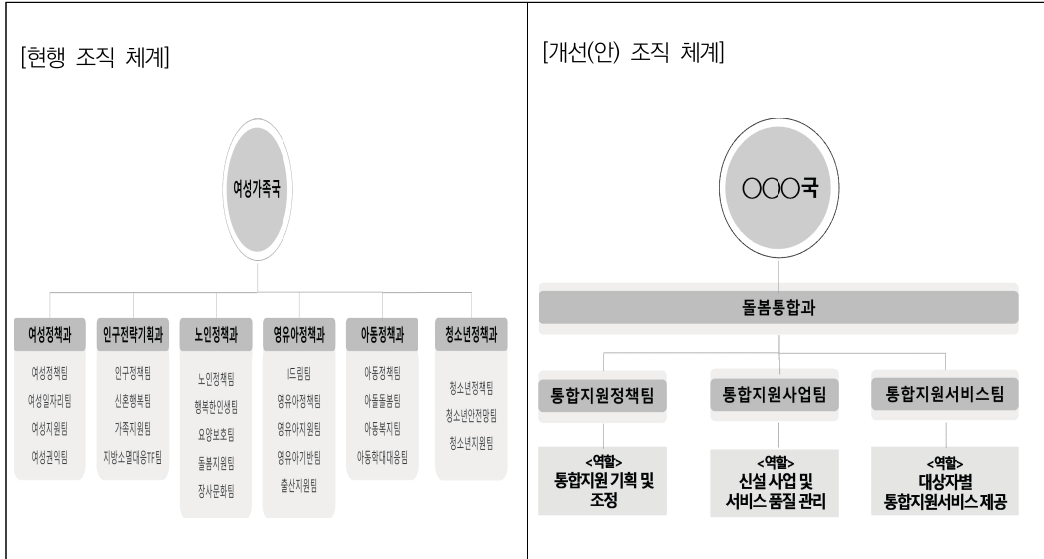 [현행 조직 체계]
여성가족국
여성정책과
여성정책팀
여성일자리팀
여성지원팀
여성권익팀
인구전략기획과
인구정책팀
신혼행복팀
가족지원팀
지방소멸대응TF팀
노인정책과
노인정책팀
행복한인생팀
요양보호팀
돌봄지원팀
장사문화팀
영유아정책과
I드림팀
영유아정책팀
영유아지원팀
영유아기반팀
출산지원팀
아동정책과
아동정책팀
아동돌봄팀
아동복지팀
아동학대대응팀
청소년정책과
청소년정책팀
청소년안전망팀
청소년지원팀
[개선(안) 조직 체계]
○○○국
돌봄통합과
통합지원정책팀
<역할>
통합지원 기획 및
조정
통합지원사업팀
<역할>
신설 사업 및
서비스 품질 관리
통합지원서비스팀
<역할>
대상자별
통합지원서비스 제공